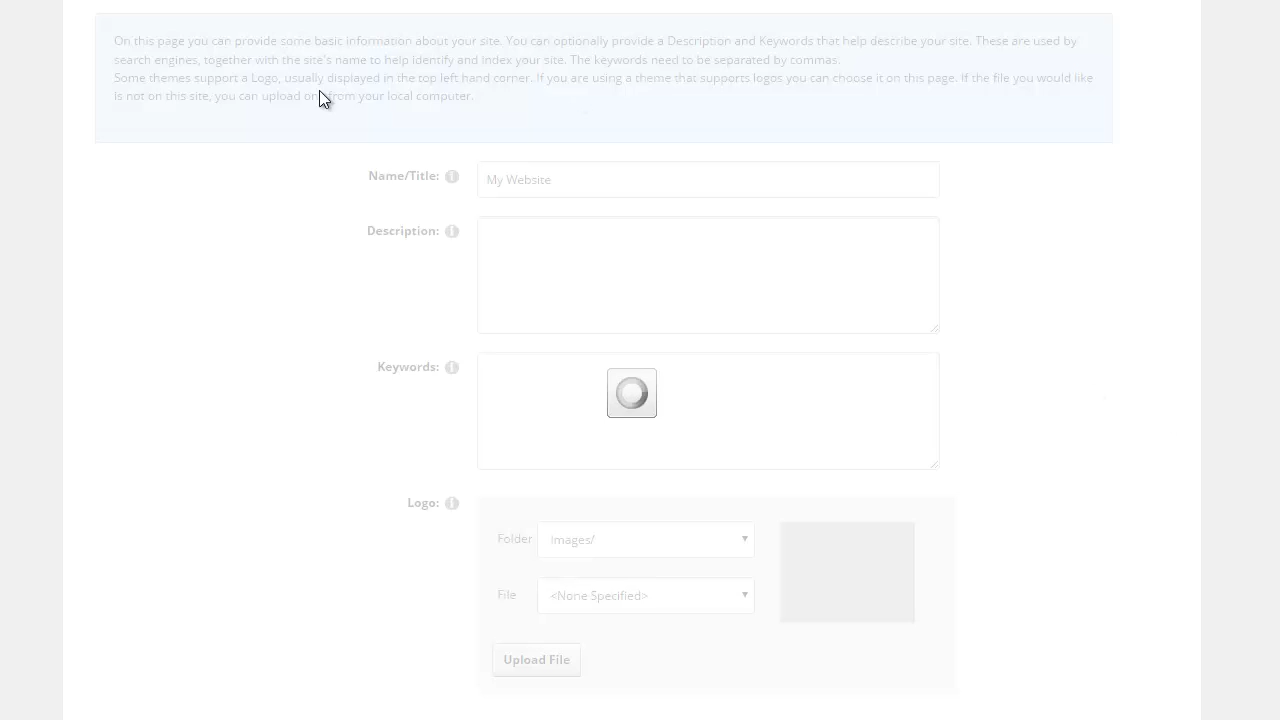 On this page you can provide some basic information about your site. You can optionally provide a Description and Keywords that help describe your site. These are used by
search engines, together with the site's name to help identify and index your site. The keywords need to be separated by commas.
Some themes support a Logo, usually displayed in the top left hand corner. If you are using a theme that supports logos you can choose it on this page. If the file you would like
is not on this site, you can upload one from your local computer.
Name/Title:
My Website
Description:
Keywords:
Logo:
Folder
Images/
File
<None Specified>
Upload File